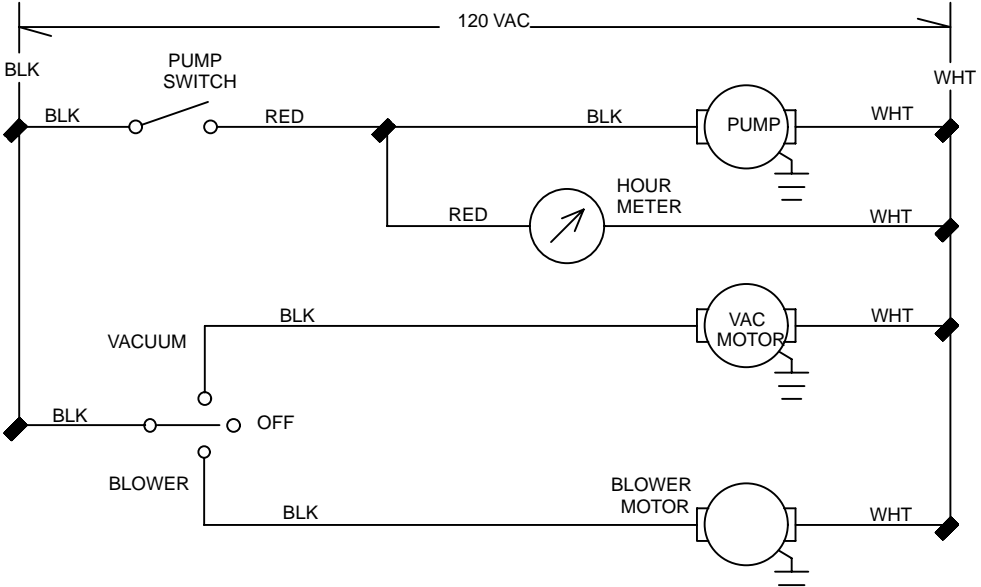 120 VAC
BLK
WHT
PUMP
SWITCH
BLK
RED
BLK
PUMP
WHT
HOUR
METER
RED
WHT
BLK
VAC
MOTOR
WHT
VACUUM
BLK
OFF
BLOWER
BLOWER
MOTOR
BLK
WHT